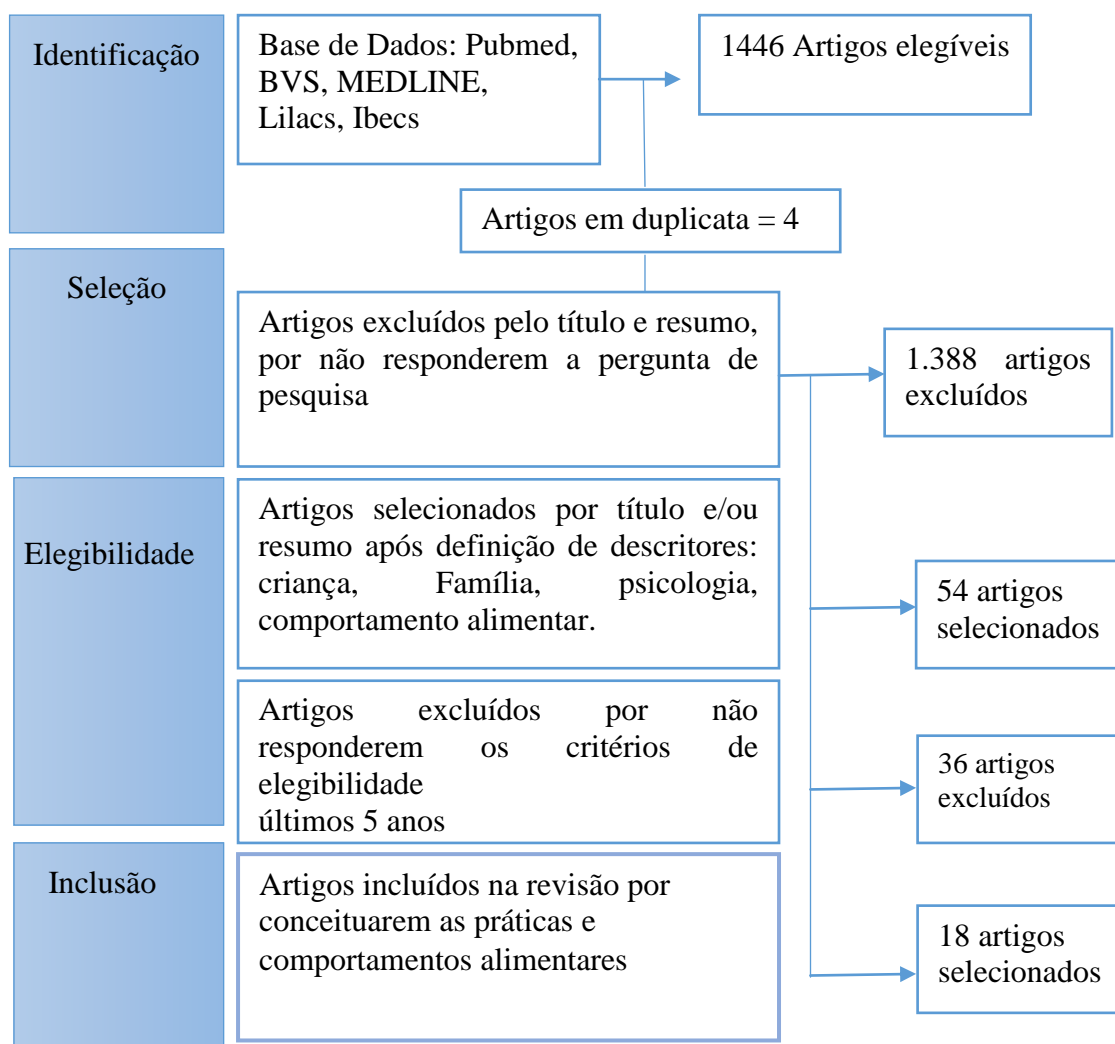 Identificação
Base de Dados: Pubmed,
BVS, MEDLINE,
Lilacs, Ibecs
1446 Artigos elegíveis
Artigos em duplicata = 4
Seleção
Artigos excluídos pelo título e resumo,
por não responderem a pergunta de
pesquisa
1.388 artigos
excluídos
Elegibilidade
Artigos selecionados por título e/ou
resumo após definição de descritores:
criança, Família, psicologia,
comportamento alimentar.
54 artigos
selecionados
Artigos excluídos por não
responderem os critérios de
elegibilidade
últimos 5 anos
36 artigos
excluídos
Inclusão
Artigos incluídos na revisão por
conceituarem as práticas e
comportamentos alimentares
18 artigos
selecionados